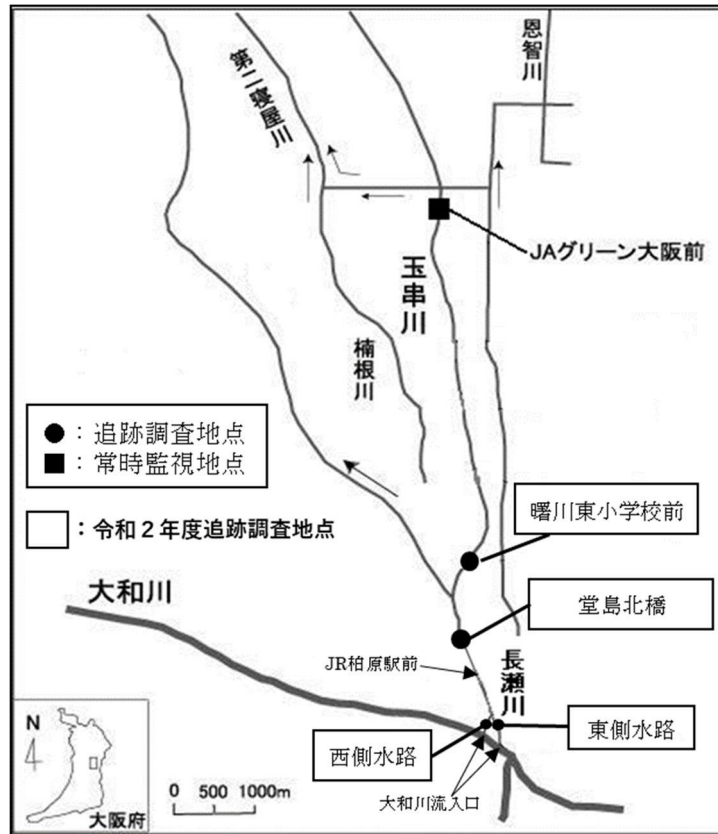 恩智川
第二寝屋川
JAグリーン大阪前
玉串川
楠根川
●：追跡調査地点
■：常時監視地点
：令和２年度追跡調査地点
曙川東小学校前
大和川
堂島北橋
JR柏原駅前
長瀬川
西側水路
東側水路
大和川流入口
N
0 500 1000m
大阪府